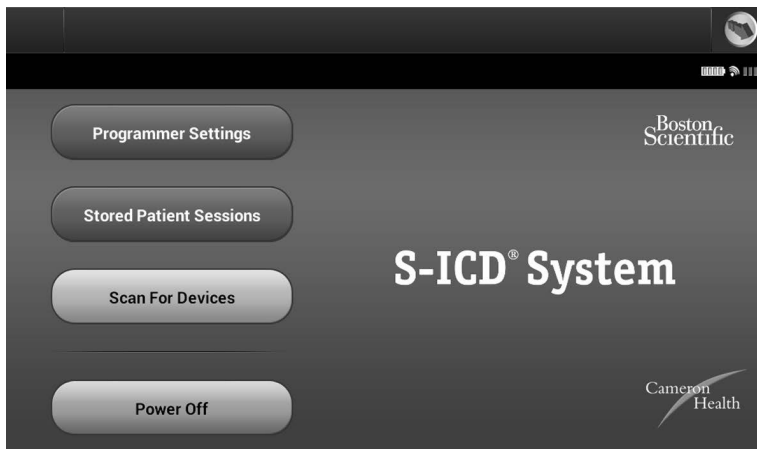 Programmer Settings
Boston
Scientific
Stored Patient Sessions
S-ICD® System
Scan For Devices
Cameron
Health
Power Off